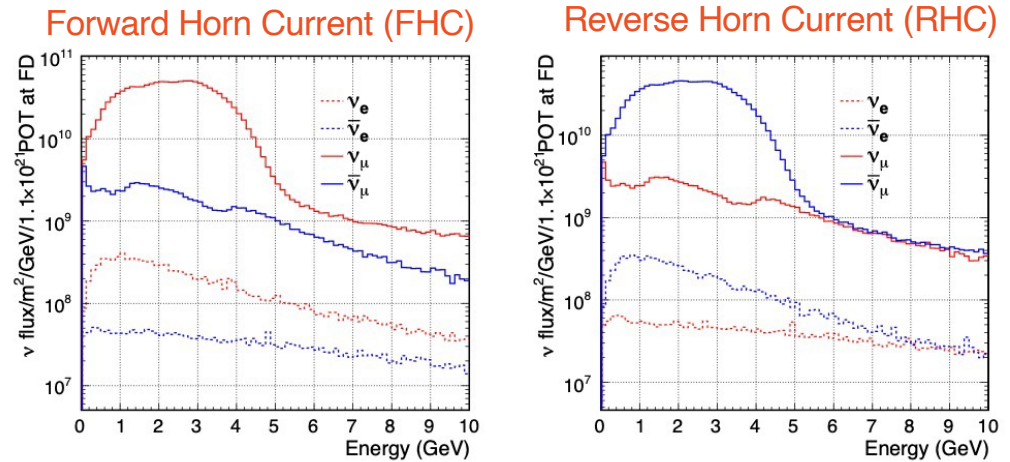 Forward Horn Current (FHC)
ν flux/m²/GeV/1.1×10²¹POT at FD
10¹¹
10¹⁰
10⁹
10⁸
10⁷
νe
ν̄e
νμ
ν̄μ
0 1 2 3 4 5 6 7 8 9 10
Energy (GeV)
Reverse Horn Current (RHC)
ν flux/m²/GeV/1.1×10²¹POT at FD
10¹⁰
10⁹
10⁸
10⁷
νe
ν̄e
νμ
ν̄μ
0 1 2 3 4 5 6 7 8 9 10
Energy (GeV)